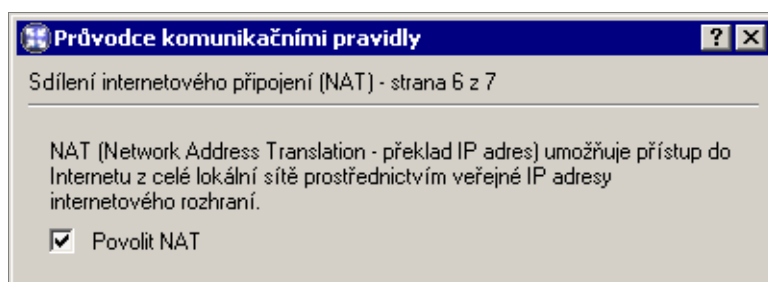 Průvodce komunikačními pravidly
Sdílení internetového připojení (NAT) - strana 6 z 7
NAT (Network Address Translation - překlad IP adres) umožňuje přístup do
Internetu z celé lokální sítě prostřednictvím veřejné IP adresy
internetového rozhraní.
Povolit NAT